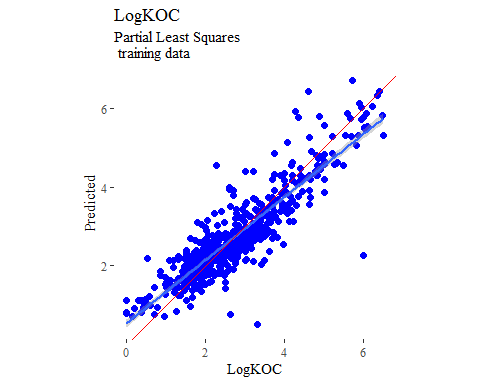 LogKOC
Partial Least Squares
training data
6
4
2
Predicted
0 2 4 6
LogKOC